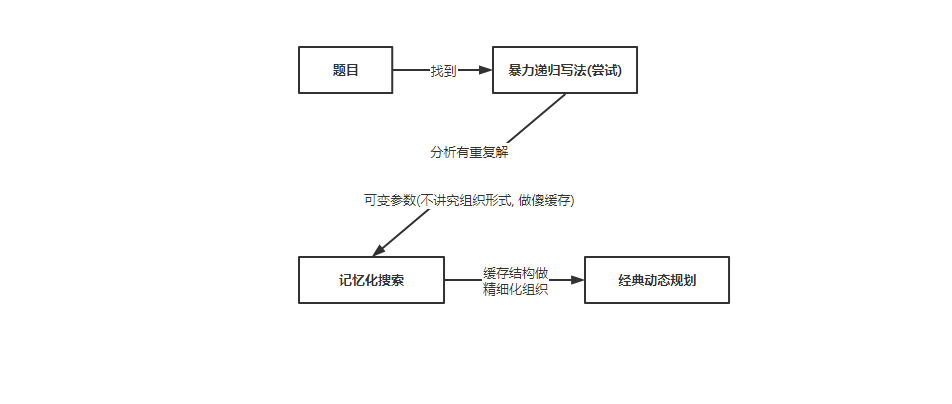 题目
找到
暴力递归写法(尝试)
分析有重复解
可变参数(不讲究组织形式, 做傻缓存)
记忆化搜索
缓存结构做
精细化组织
经典动态规划